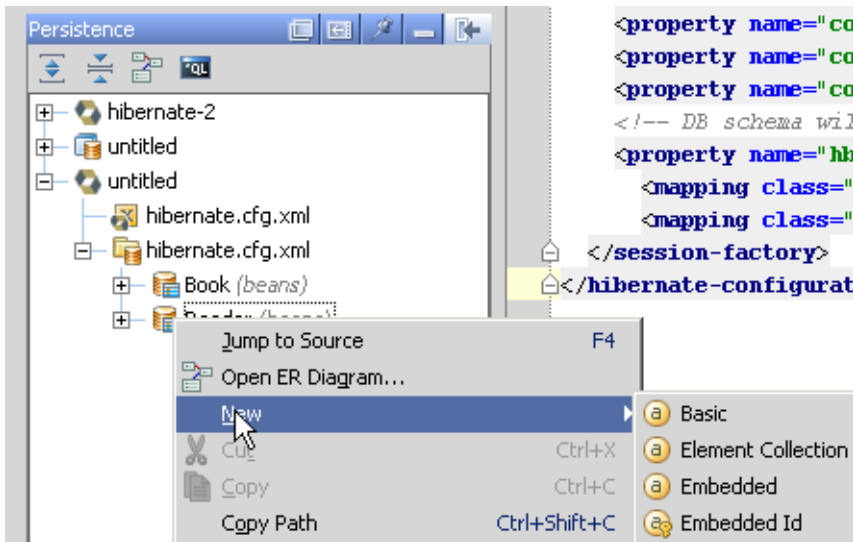 Persistence
QL
hibernate-2
untitled
untitled
hibernate.cfg.xml
hibernate.cfg.xml
Book (beans)
Reader (beans)
Jump to Source F4
Open ER Diagram...
New
Cut Ctrl+X
Copy Ctrl+C
Copy Path Ctrl+Shift+C
Basic
Element Collection
Embedded
Embedded Id
<property name="co
<property name="co
<property name="co
<!-- DB schema wil
<property name="hb
<mapping class="
<mapping class="
</session-factory>
</hibernate-configurat